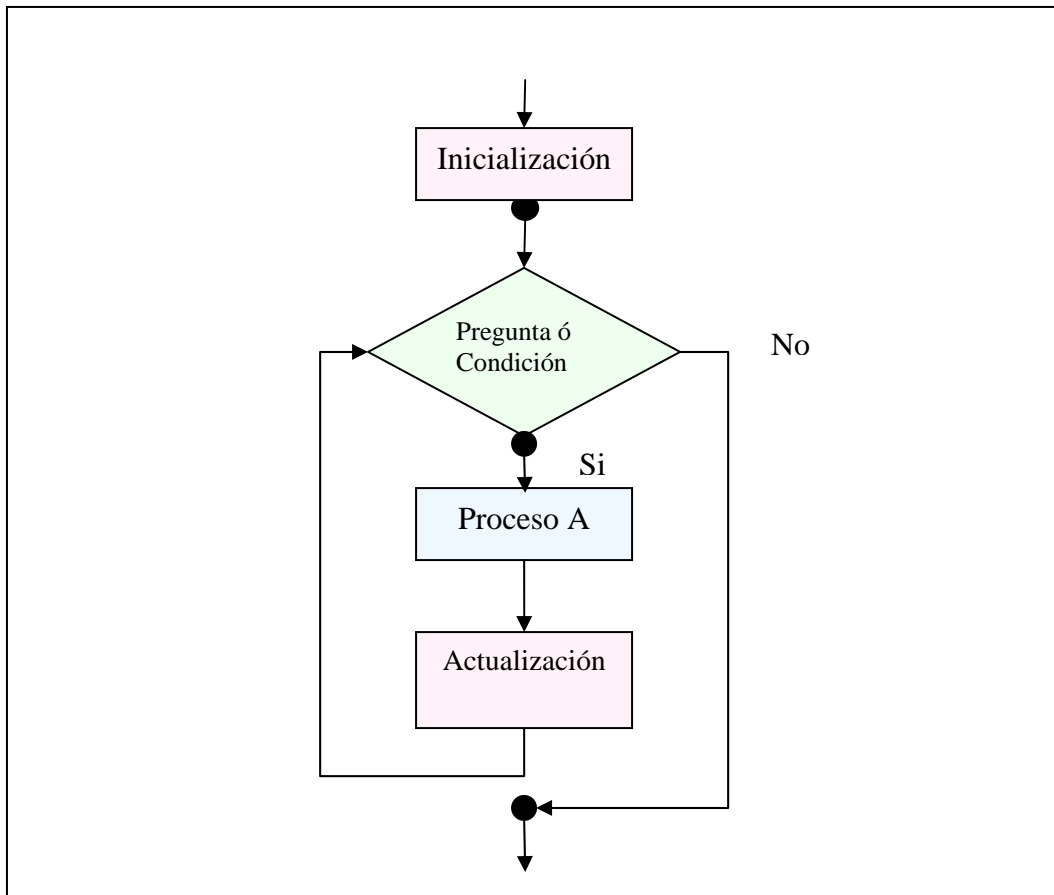 Inicialización
Pregunta ó
Condición
No
Si
Proceso A
Actualización